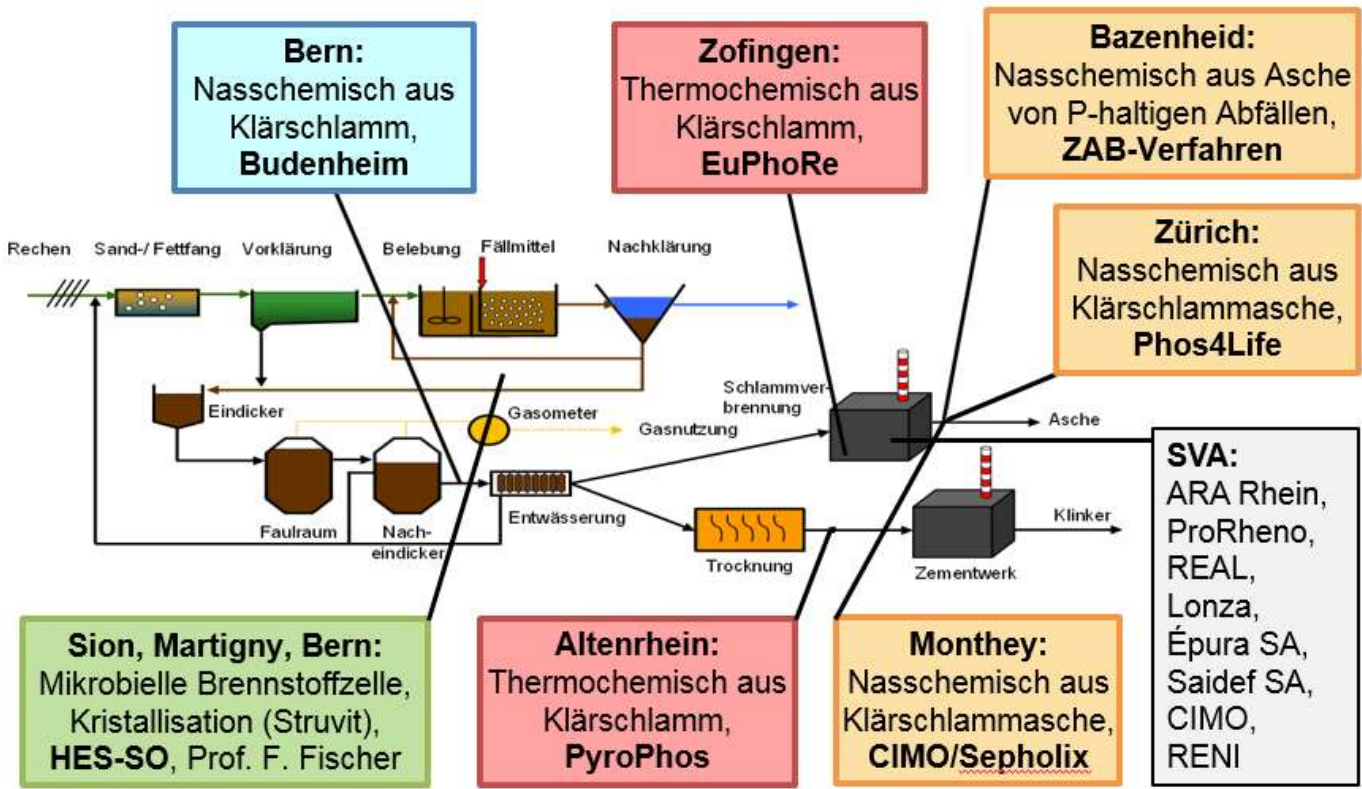 Bern:
Nasschemisch aus
Klärschlamm,
Budenheim
Zofingen:
Thermochemisch aus
Klärschlamm,
EuPhoRe
Bazenheid:
Nasschemisch aus Asche
von P-haltigen Abfällen,
ZAB-Verfahren
Zürich:
Nasschemisch aus
Klärschlammasche,
Phos4Life
Rechen
Sand-/ Fettfang
Vorklärung
Belebung
Fällmittel
Nachklärung
Eindicker
Gasometer
Gasnutzung
Schlammver-
brennung
Asche
Faulraum
Nach-
eindicker
Entwässerung
Trocknung
Zementwerk
Klinker
SVA:
ARA Rhein,
ProRheno,
REAL,
Lonza,
Épura SA,
Saidef SA,
CIMO,
RENI
Sion, Martigny, Bern:
Mikrobielle Brennstoffzelle,
Kristallisation (Struvit),
HES-SO, Prof. F. Fischer
Altenrhein:
Thermochemisch aus
Klärschlamm,
PyroPhos
Monthey:
Nasschemisch aus
Klärschlammasche,
CIMO/Sepholix